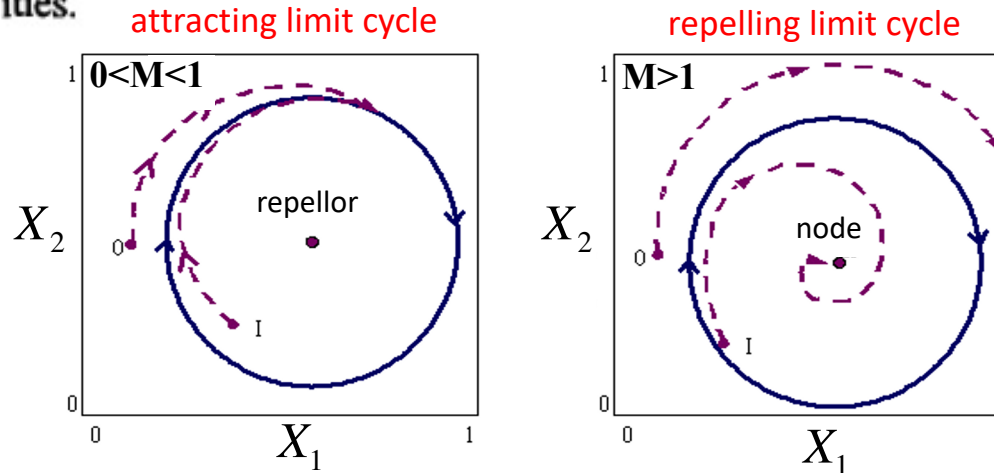 ities.
attracting limit cycle
repelling limit cycle
1
0<M<1
repellor
X₂
0
I
0
0
X₁
1
1
M>1
node
X₂
0
I
0
0
X₁